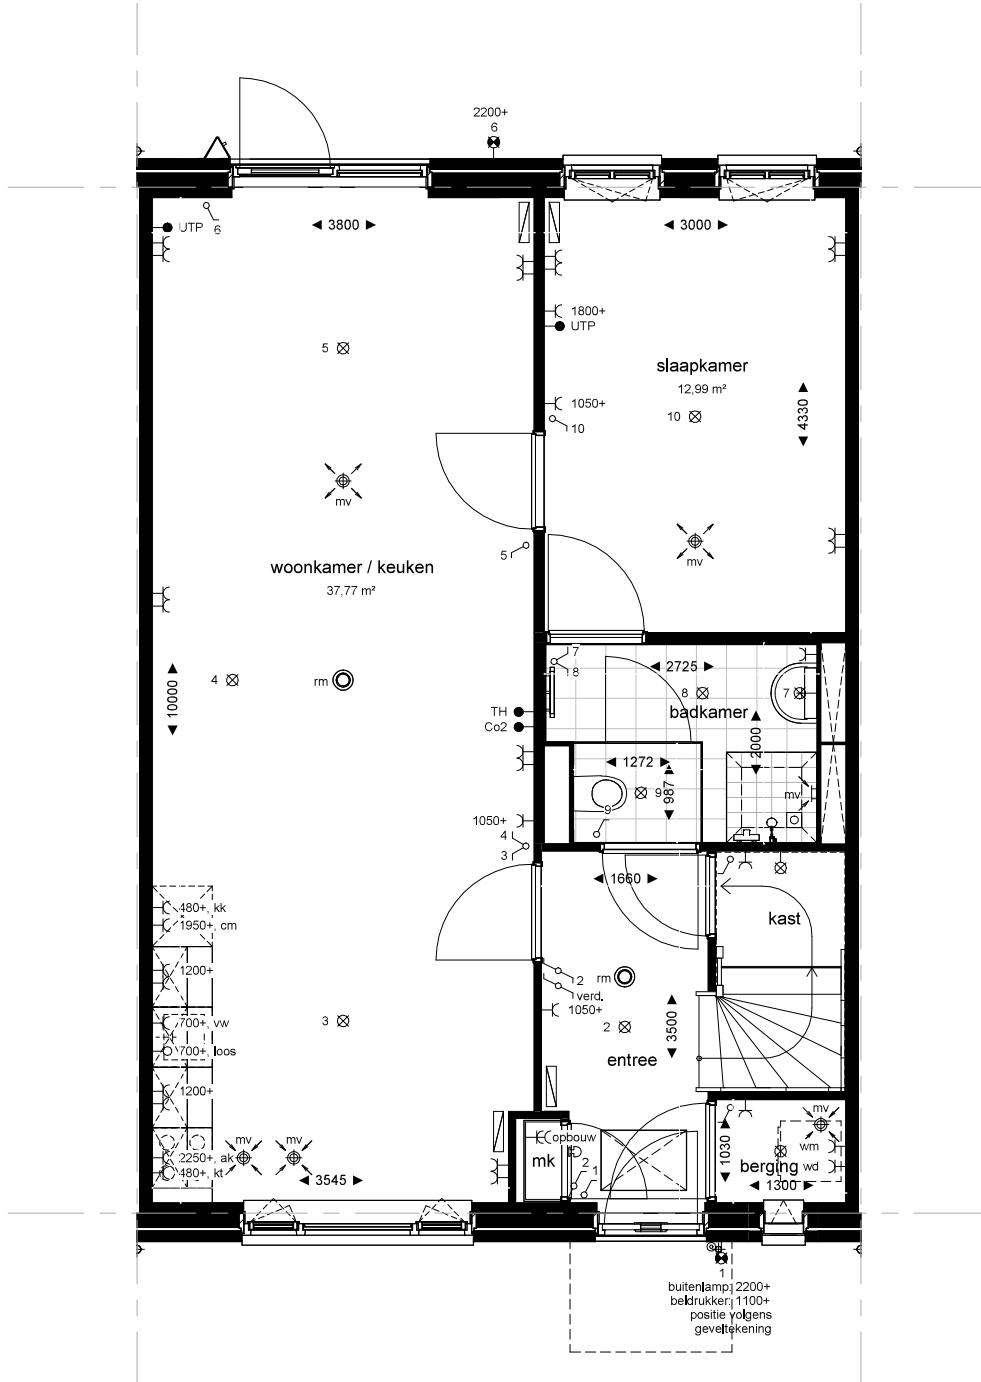 2200+
6
UTP
6
3800
3000
1800+
UTP
5
slaapkamer
12,99 m²
1050+
10
10
4330
mv
mv
5
woonkamer / keuken
37,77 m²
7
8
2725
10000
4
rm
8
7
badkamer
TH
Co2
2000
1272
9
987
mv
9
1050+
4
3
1660
480+, kk
1950+, cm
kast
1200+
2
rm
verd.
1050+
700+, vw
3
2
3500
700+, loos
entree
1200+
mv
mv
mv
opbouw
1030
wm
2250+, ak
mk
2
1
berging
wd
480+, kt
3545
1300
1
buitenlamp: 2200+
beldrukker: 1100+
positie volgens
geveltekening